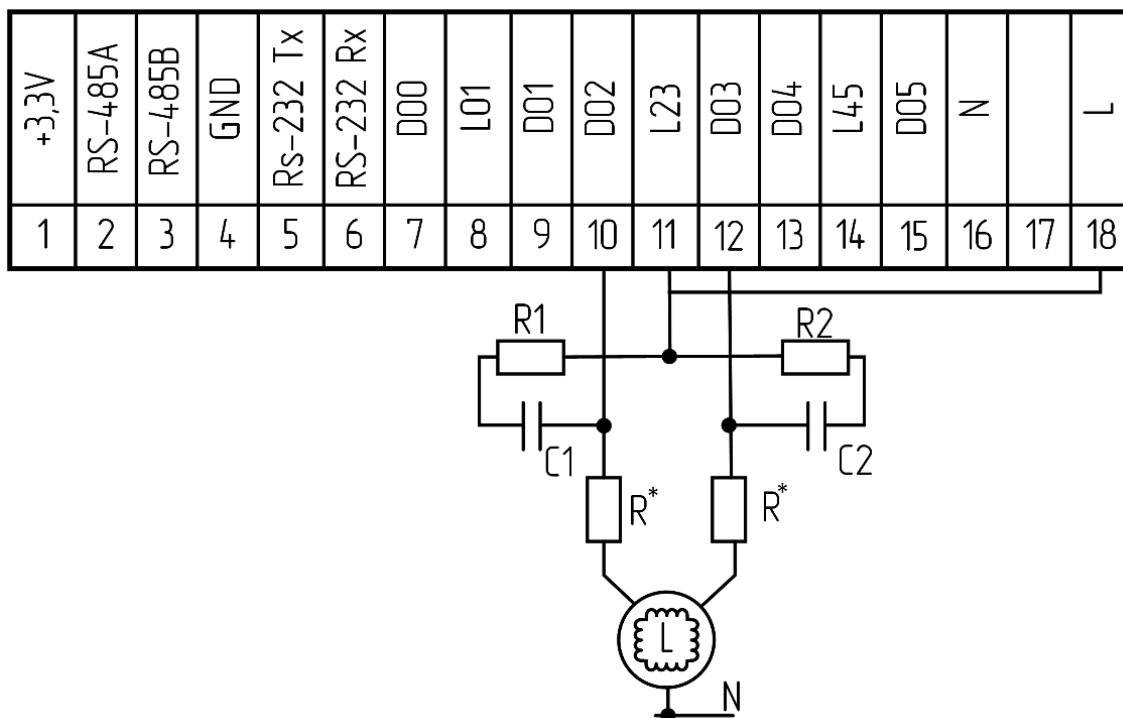 +3,3V
RS-485A
RS-485B
GND
Rs-232 Tx
RS-232 Rx
DO0
LO1
DO1
DO2
L23
DO3
DO4
L45
DO5
N
L
1 2 3 4 5 6 7 8 9 10 11 12 13 14 15 16 17 18
R1 R2
C1 C2
R* R*
L
N